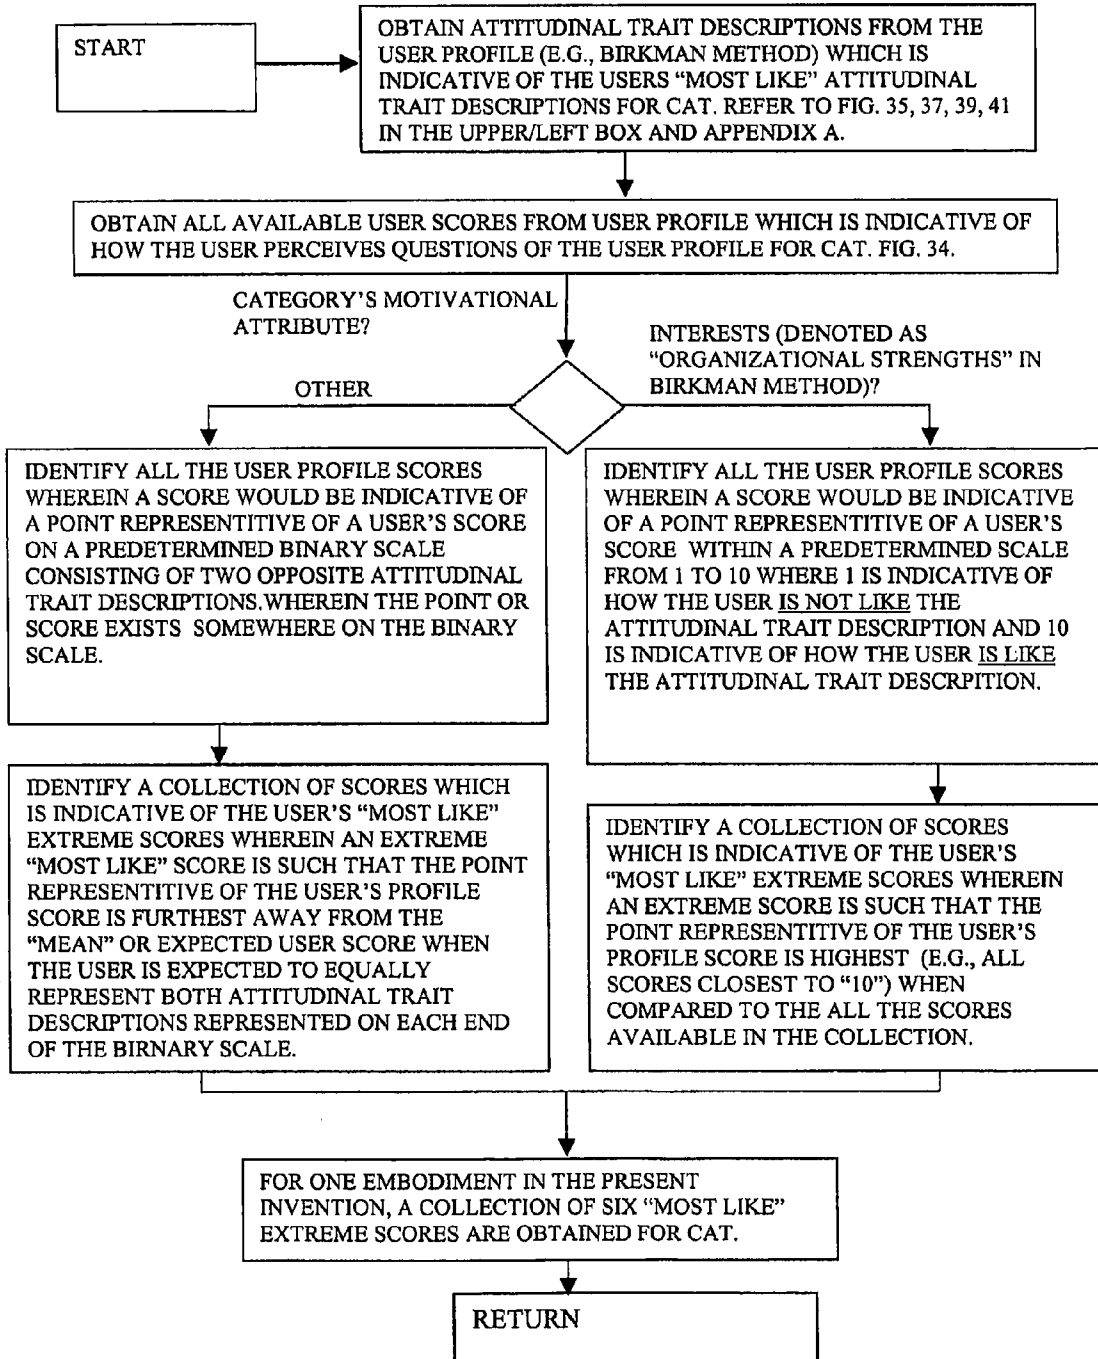 START
OBTAIN ATTITUDINAL TRAIT DESCRIPTIONS FROM THE
USER PROFILE (E.G., BIRKMAN METHOD) WHICH IS
INDICATIVE OF THE USERS “MOST LIKE” ATTITUDINAL
TRAIT DESCRIPTIONS FOR CAT. REFER TO FIG. 35, 37, 39, 41
IN THE UPPER/LEFT BOX AND APPENDIX A.
OBTAIN ALL AVAILABLE USER SCORES FROM USER PROFILE WHICH IS INDICATIVE OF
HOW THE USER PERCEIVES QUESTIONS OF THE USER PROFILE FOR CAT. FIG. 34.
CATEGORY’S MOTIVATIONAL
ATTRIBUTE?
INTERESTS (DENOTED AS
“ORGANIZATIONAL STRENGTHS” IN
BIRKMAN METHOD)?
OTHER
IDENTIFY ALL THE USER PROFILE SCORES
WHEREIN A SCORE WOULD BE INDICATIVE OF
A POINT REPRESENTITIVE OF A USER’S SCORE
ON A PREDETERMINED BINARY SCALE
CONSISTING OF TWO OPPOSITE ATTITUDINAL
TRAIT DESCRIPTIONS.WHEREIN THE POINT OR
SCORE EXISTS SOMEWHERE ON THE BINARY
SCALE.
IDENTIFY ALL THE USER PROFILE SCORES
WHEREIN A SCORE WOULD BE INDICATIVE
OF A POINT REPRESENTITIVE OF A USER’S
SCORE WITHIN A PREDETERMINED SCALE
FROM 1 TO 10 WHERE 1 IS INDICATIVE OF
HOW THE USER IS NOT LIKE THE
ATTITUDINAL TRAIT DESCRIPTION AND 10
IS INDICATIVE OF HOW THE USER IS LIKE
THE ATTITUDINAL TRAIT DESCRPITION.
IDENTIFY A COLLECTION OF SCORES WHICH
IS INDICATIVE OF THE USER’S “MOST LIKE”
EXTREME SCORES WHEREIN AN EXTREME
“MOST LIKE” SCORE IS SUCH THAT THE POINT
REPRESENTITIVE OF THE USER’S PROFILE
SCORE IS FURTHEST AWAY FROM THE
“MEAN” OR EXPECTED USER SCORE WHEN
THE USER IS EXPECTED TO EQUALLY
REPRESENT BOTH ATTITUDINAL TRAIT
DESCRIPTIONS REPRESENTED ON EACH END
OF THE BIRNARY SCALE.
IDENTIFY A COLLECTION OF SCORES
WHICH IS INDICATIVE OF THE USER’S
“MOST LIKE” EXTREME SCORES WHEREIN
AN EXTREME SCORE IS SUCH THAT THE
POINT REPRESENTITIVE OF THE USER’S
PROFILE SCORE IS HIGHEST (E.G., ALL
SCORES CLOSEST TO “10”) WHEN
COMPARED TO THE ALL THE SCORES
AVAILABLE IN THE COLLECTION.
FOR ONE EMBODIMENT IN THE PRESENT
INVENTION, A COLLECTION OF SIX “MOST LIKE”
EXTREME SCORES ARE OBTAINED FOR CAT.
RETURN